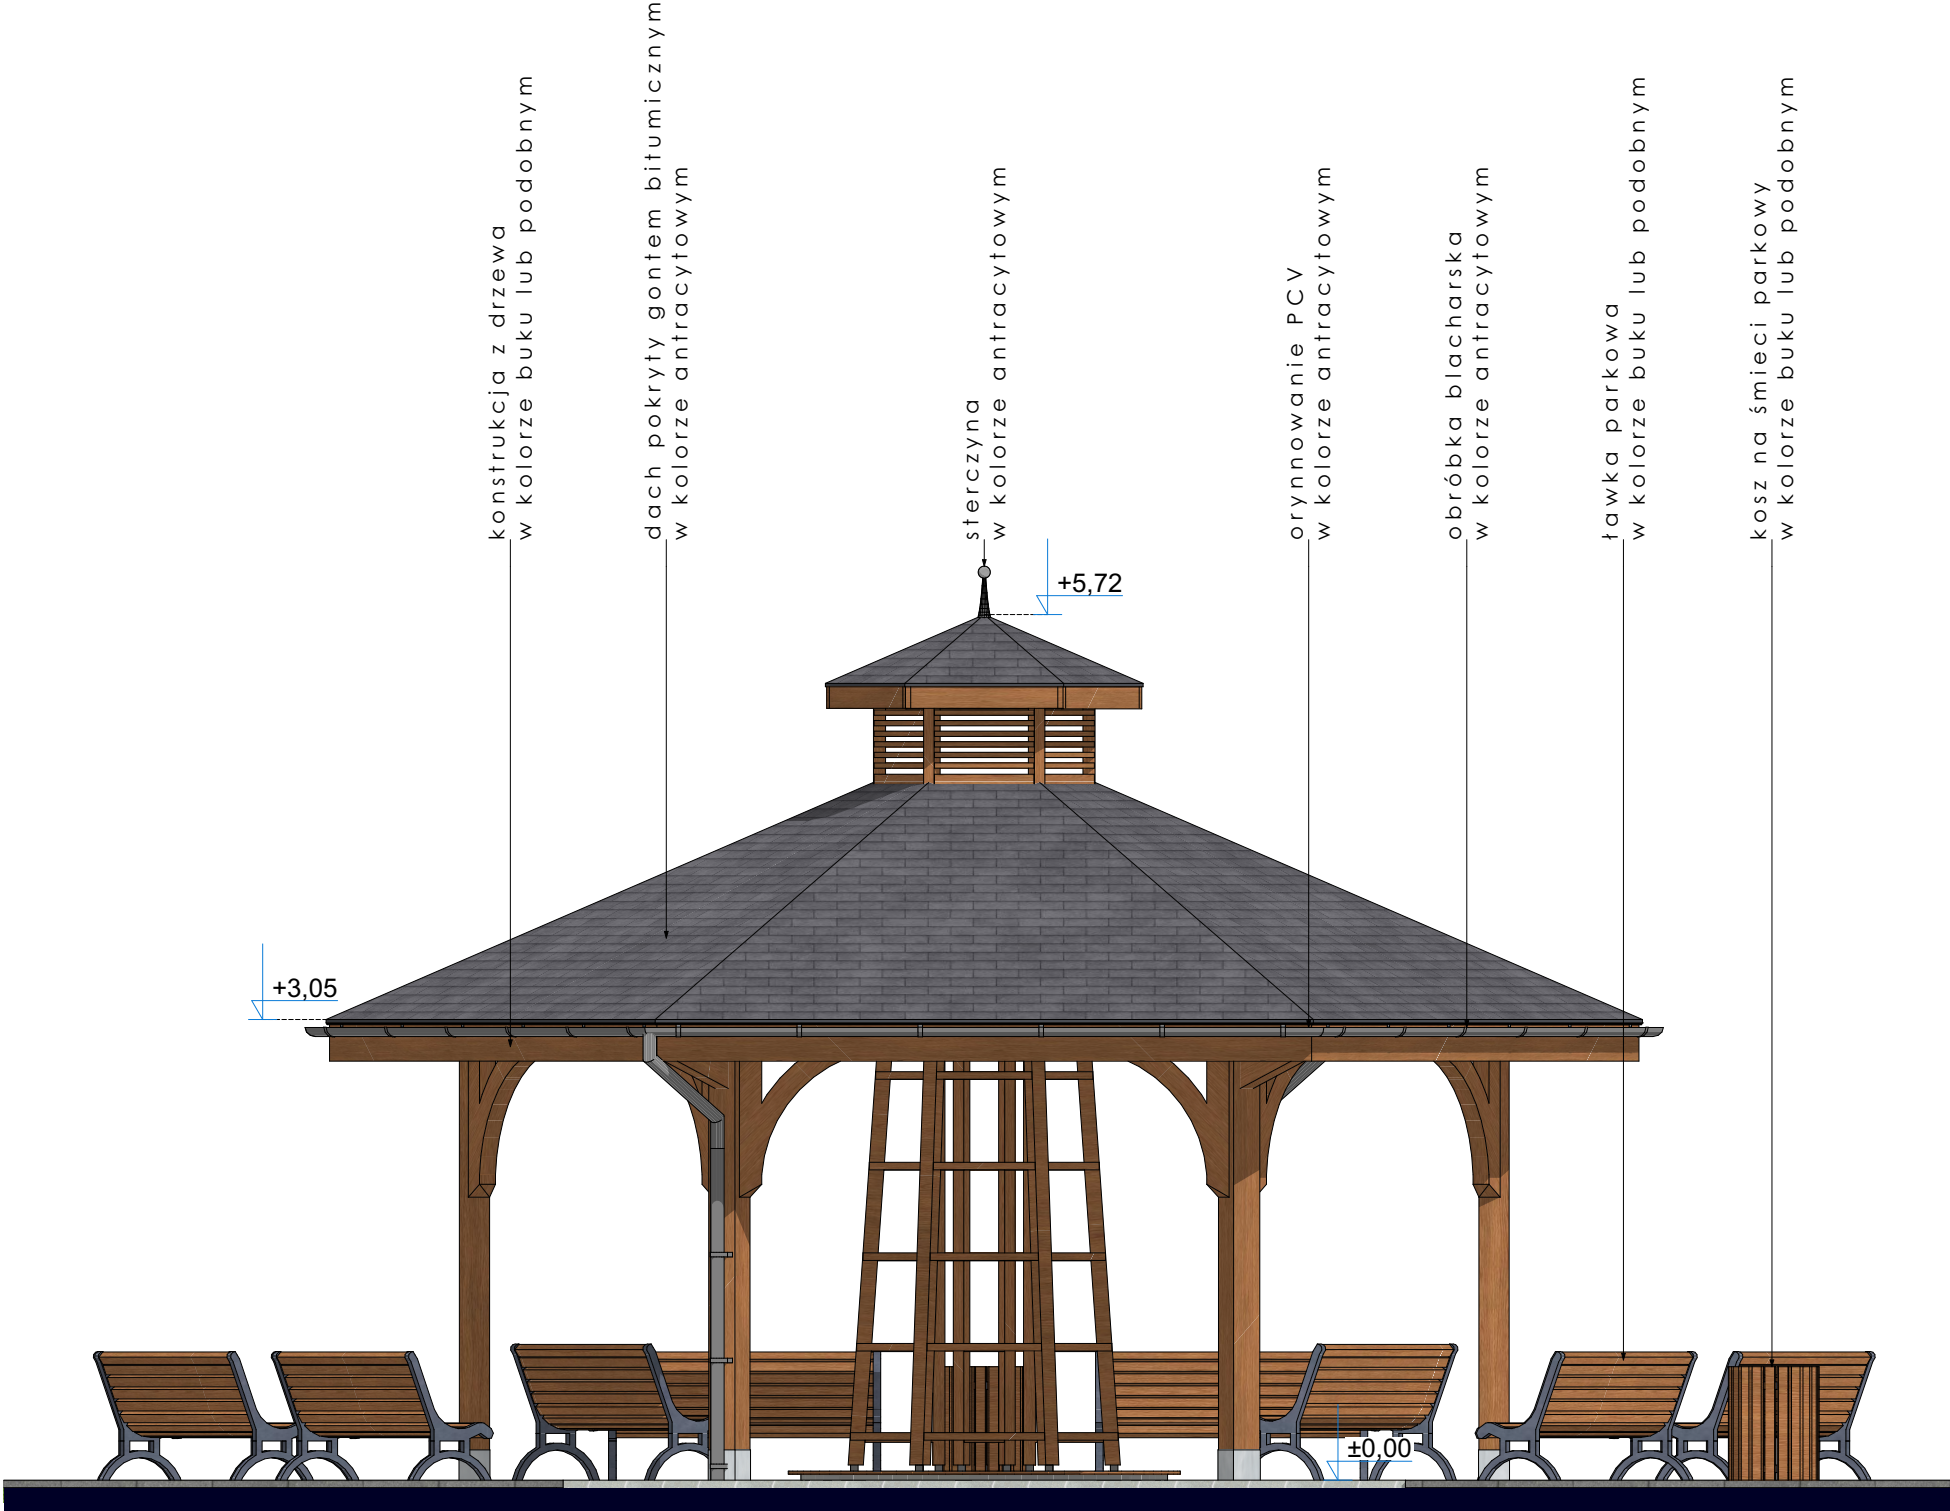 konstrukcja z drzewa
w kolorze buku lub podobnym
dach pokryty gontem bitumicznym
w kolorze antracytowym
sterczyna
w kolorze antracytowym
orynnowanie PCV
w kolorze antracytowym
obróbka blacharska
w kolorze antracytowym
ławka parkowa
w kolorze buku lub podobnym
kosz na śmieci parkowy
w kolorze buku lub podobnym
+5,72
+3,05
±0,00